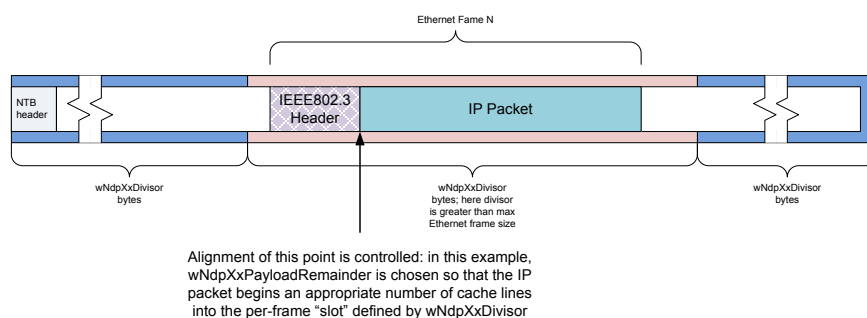 Ethernet Fame N
NTB
header
IEEE802.3
Header
IP Packet
wNdpXxDivisor
bytes
wNdpXxDivisor
bytes; here divisor
is greater than max
Ethernet frame size
wNdpXxDivisor
bytes
Alignment of this point is controlled: in this example,
wNdpXxPayloadRemainder is chosen so that the IP
packet begins an appropriate number of cache lines
into the per-frame “slot” defined by wNdpXxDivisor